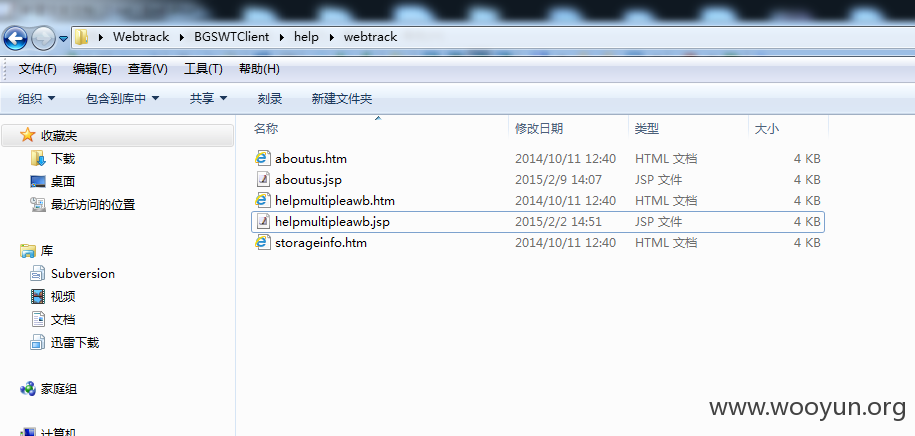 Webtrack BGSWTClient help webtrack
文件(F) 编辑(E) 查看(V) 工具(T) 帮助(H)
组织 包含到库中 共享 刻录 新建文件夹
收藏夹
下载
桌面
最近访问的位置
库
Subversion
视频
文档
迅雷下载
家庭组
计算机
名称 修改日期 类型 大小
aboutus.htm 2014/10/11 12:40 HTML 文档 4 KB
aboutus.jsp 2015/2/9 14:07 JSP 文件 4 KB
helpmultipleawb.htm 2014/10/11 12:40 HTML 文档 4 KB
helpmultipleawb.jsp 2015/2/2 14:51 JSP 文件 4 KB
storageinfo.htm 2014/10/11 12:40 HTML 文档 4 KB
www.wooyun.org